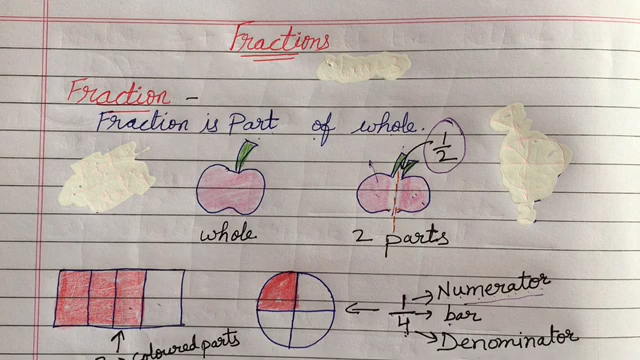 Fractions
Fraction -
Fraction is Part of whole.
1/2
whole
2 parts
1/4
Numerator
bar
Denominator
coloured parts